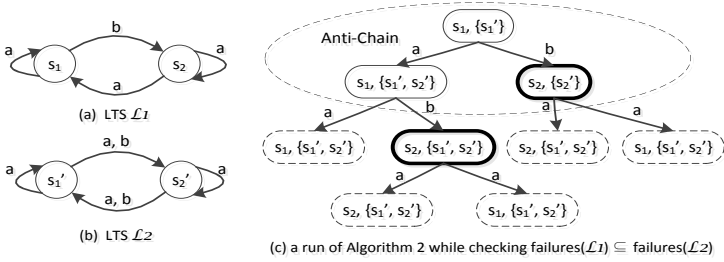 a
b
s1
s2
a
a
(a) LTS ℒ1
a, b
a
s1'
s2'
a
a, b
(b) LTS ℒ2
s1, {s1'}
Anti-Chain
a
b
s1, {s1', s2'}
s2, {s2'}
a
b
a
a
s1, {s1', s2'}
s2, {s1', s2'}
s2, {s1', s2'}
s1, {s1', s2'}
a
a
s2, {s1', s2'}
s1, {s1', s2'}
(c) a run of Algorithm 2 while checking failures(ℒ1) ⊆ failures(ℒ2)